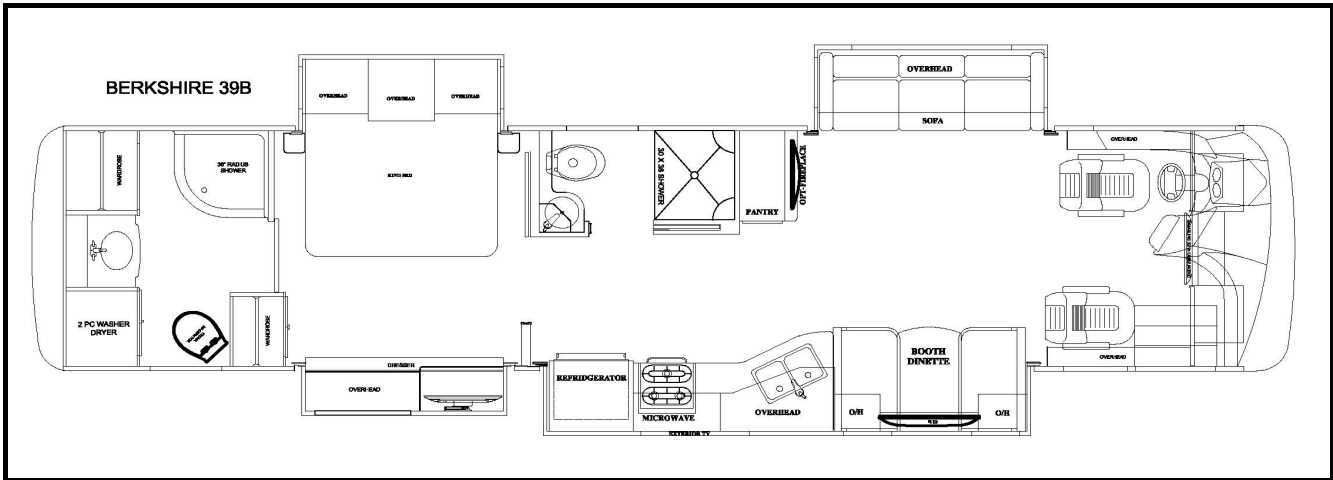 BERKSHIRE 39B
OVERHEAD
OVERHEAD
OVERHEAD
OVERHEAD
SOFA
OVERHEAD
WARDROBE
36" RADIUS
SHOWER
KING BED
30 X 36 SHOWER
PANTRY
OPT-FIREPLACE
2 PC WASHER
DRYER
WARDROBE
DRESSER
OVERHEAD
REFRIDGERATOR
MICROWAVE
OVERHEAD
EXTERIOR TV
BOOTH
DINETTE
O/H
O/H
OVERHEAD